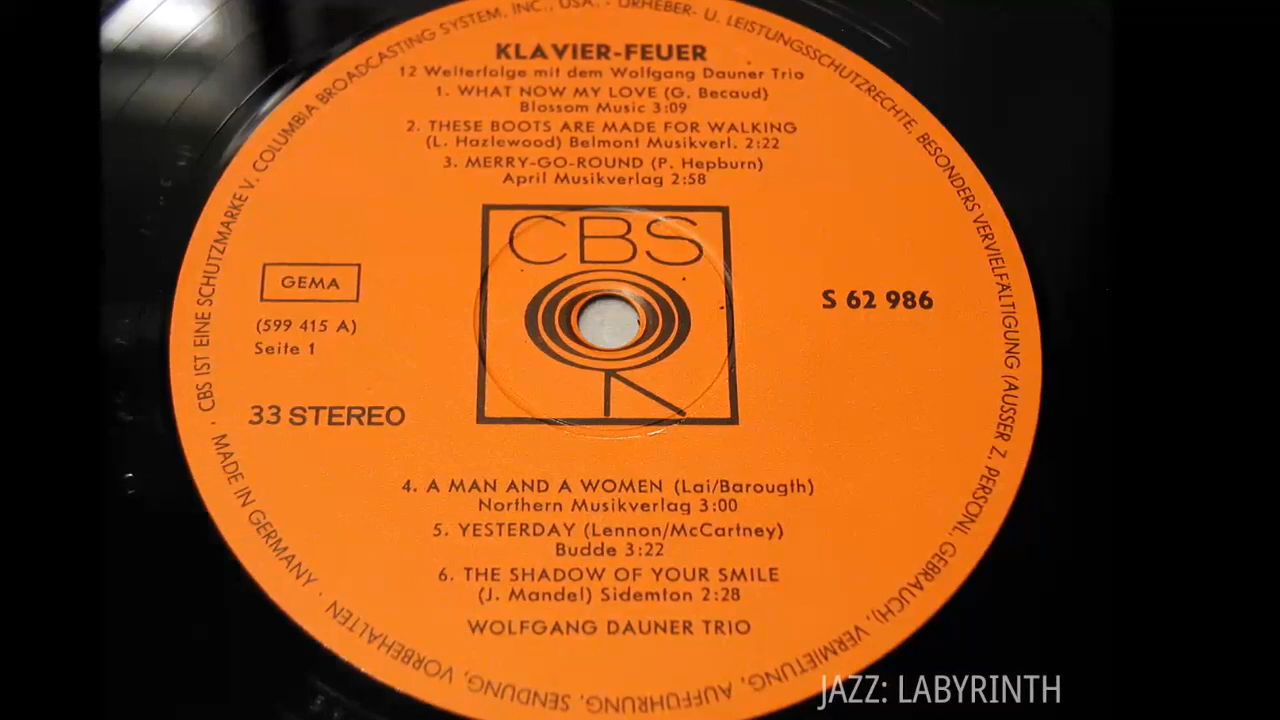 KLAVIER-FEUER
12 Welterfolge mit dem Wolfgang Dauner Trio
1. WHAT NOW MY LOVE (G. Becaud)
Blossom Music 3:09
2. THESE BOOTS ARE MADE FOR WALKING
(L. Hazlewood) Belmont Musikverl. 2:22
3. MERRY-GO-ROUND (P. Hepburn)
April Musikverlag 2:58
CBS
GEMA
(599 415 A)
Seite 1
33 STEREO
S 62 986
4. A MAN AND A WOMEN (Lai/Barougth)
Northern Musikverlag 3:00
5. YESTERDAY (Lennon/McCartney)
Budde 3:22
6. THE SHADOW OF YOUR SMILE
(J. Mandel) Sidemton 2:28
WOLFGANG DAUNER TRIO
· MADE IN GERMANY · CBS IST EINE SCHUTZMARKE V. COLUMBIA BROADCASTING SYSTEM, INC., USA. · URHEBER- U. LEISTUNGSSCHUTZRECHTE, BESONDERS VERVIELFÄLTIGUNG (AUSSER Z. PERSÖNL. GEBRAUCH), VERMIETUNG, AUFFÜHRUNG, SENDUNG, VORBEHALTEN
JAZZ: LABYRINTH